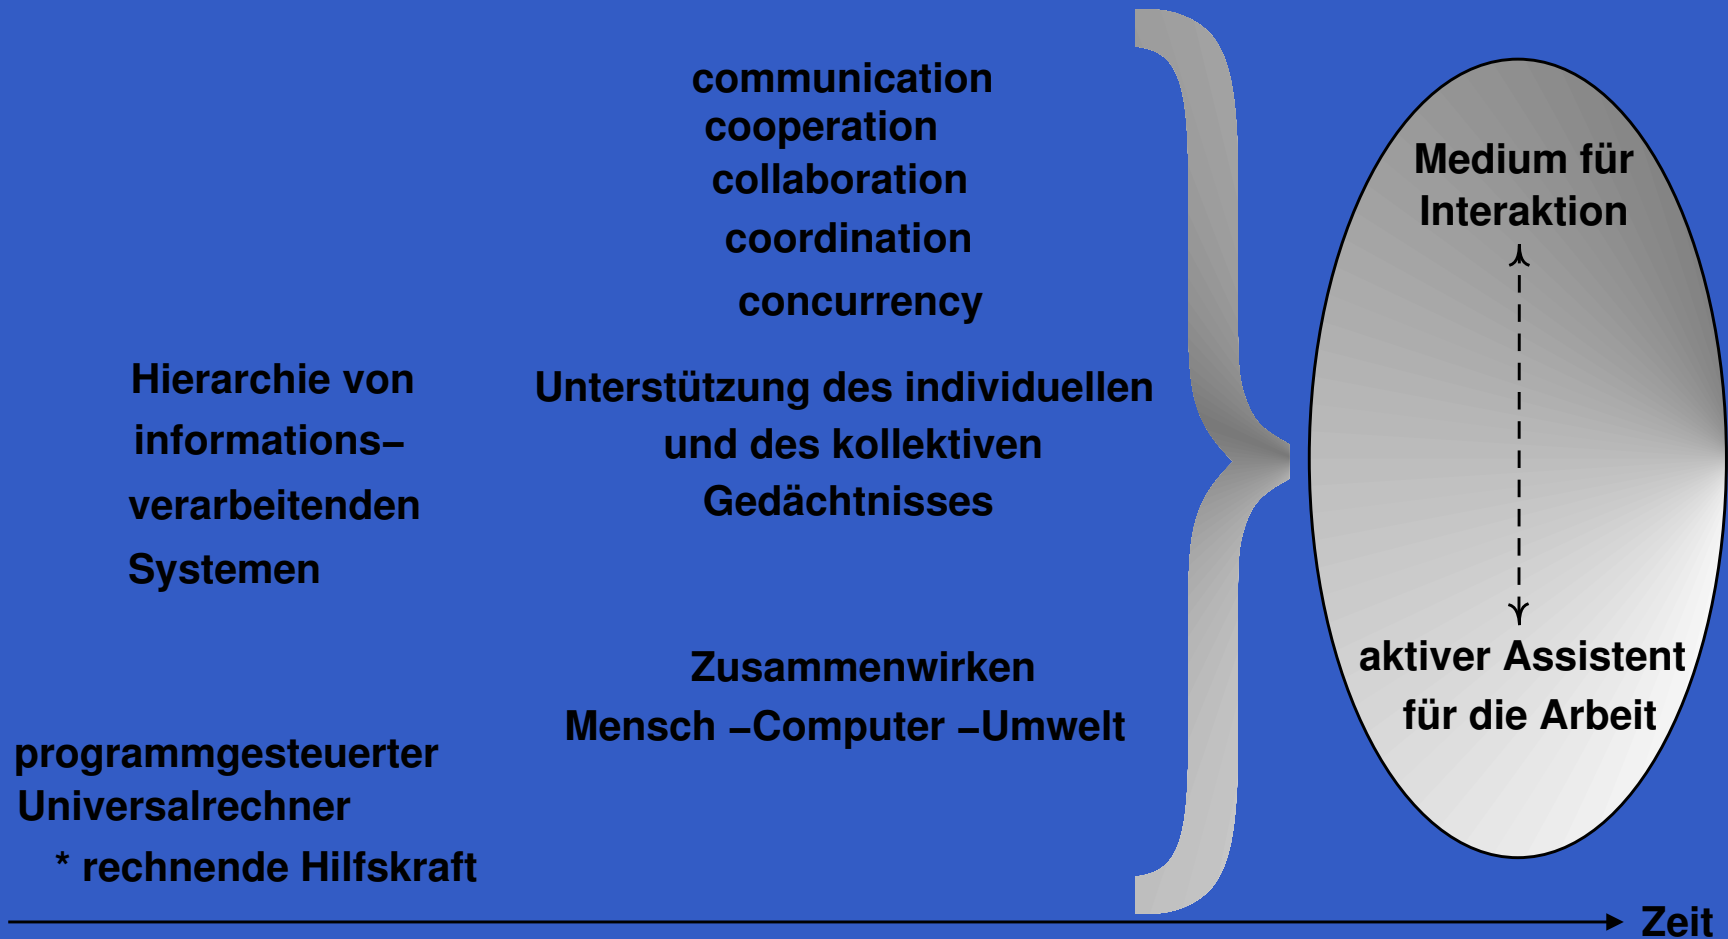 communication
cooperation
collaboration
coordination
concurrency
Hierarchie von
informations–
verarbeitenden
Systemen
Unterstützung des individuellen
und des kollektiven
Gedächtnisses
Zusammenwirken
Mensch –Computer –Umwelt
programmgesteuerter
Universalrechner
* rechnende Hilfskraft
Medium für
Interaktion
aktiver Assistent
für die Arbeit
Zeit